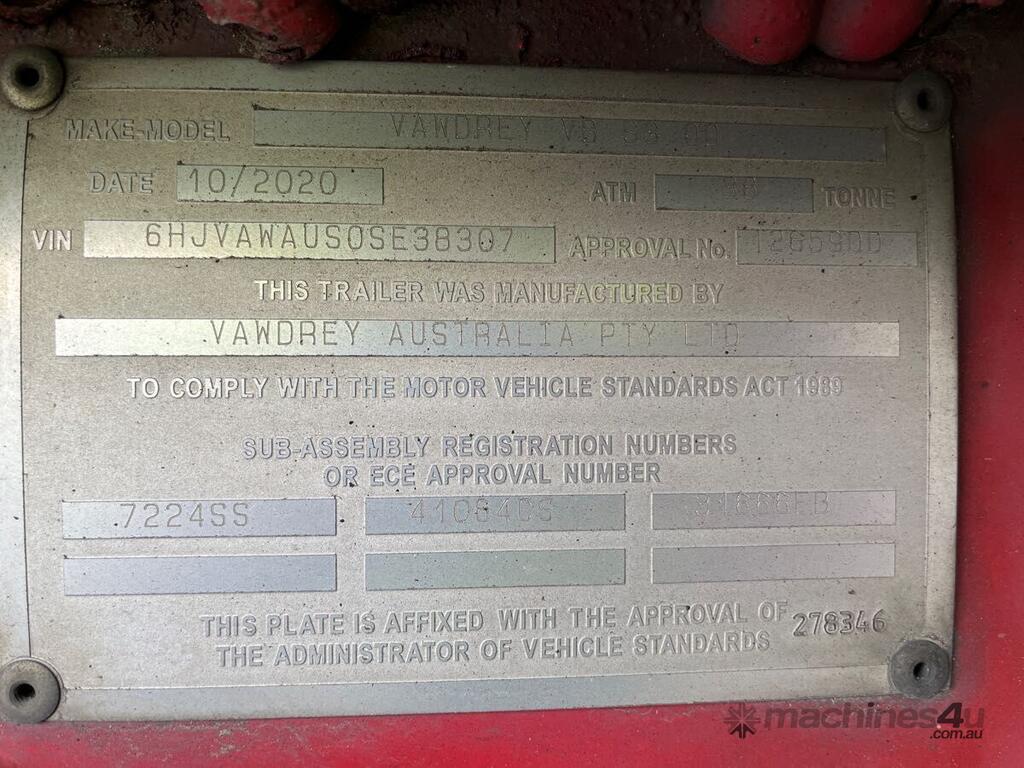 MAKE-MODEL VAWDREY VB
DATE 10/2020 ATM TONNE
VIN 6HJVAWAUS0SE38307 APPROVAL No.
THIS TRAILER WAS MANUFACTURED BY
VAWDREY AUSTRALIA PTY LTD
TO COMPLY WITH THE MOTOR VEHICLE STANDARDS ACT 1989
SUB-ASSEMBLY REGISTRATION NUMBERS
OR ECE APPROVAL NUMBER
7224SS
THIS PLATE IS AFFIXED WITH THE APPROVAL OF 278346
THE ADMINISTRATOR OF VEHICLE STANDARDS
machines4u
.com.au